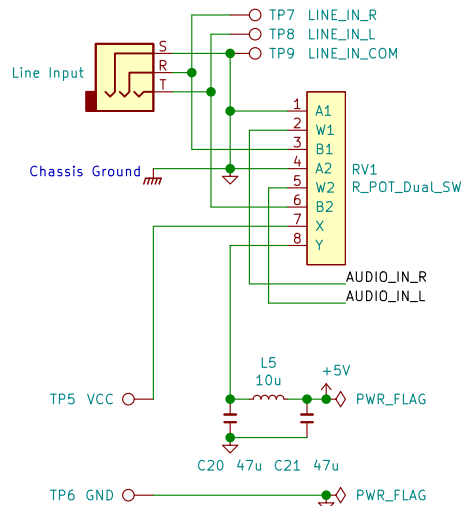 TP7 LINE_IN_R
TP8 LINE_IN_L
TP9 LINE_IN_COM
S
R
T
Line Input
1 A1
2 W1
3 B1
4 A2
5 W2
6 B2
7 X
8 Y
RV1
R_POT_Dual_SW
Chassis Ground
AUDIO_IN_R
AUDIO_IN_L
L5
10u
+5V
TP5 VCC
PWR_FLAG
C20 47u C21 47u
TP6 GND
PWR_FLAG